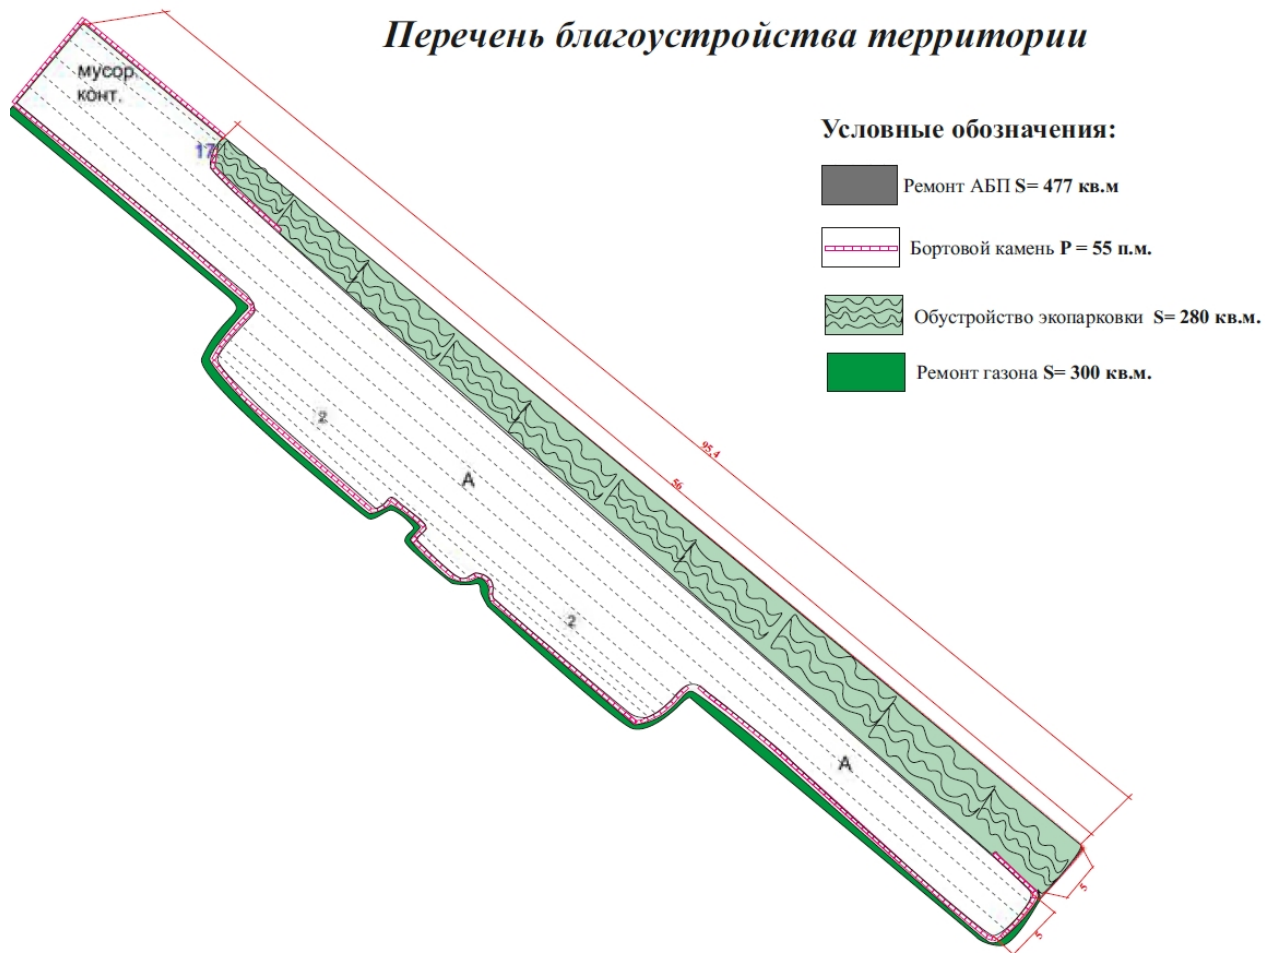 Перечень благоустройства территории
мусор.
конт.
17
Условные обозначения:
Ремонт АБП S= 477 кв.м
Бортовой камень P = 55 п.м.
Обустройство экопарковки S= 280 кв.м.
Ремонт газона S= 300 кв.м.
2
А
95,4
56
2
А
5
5